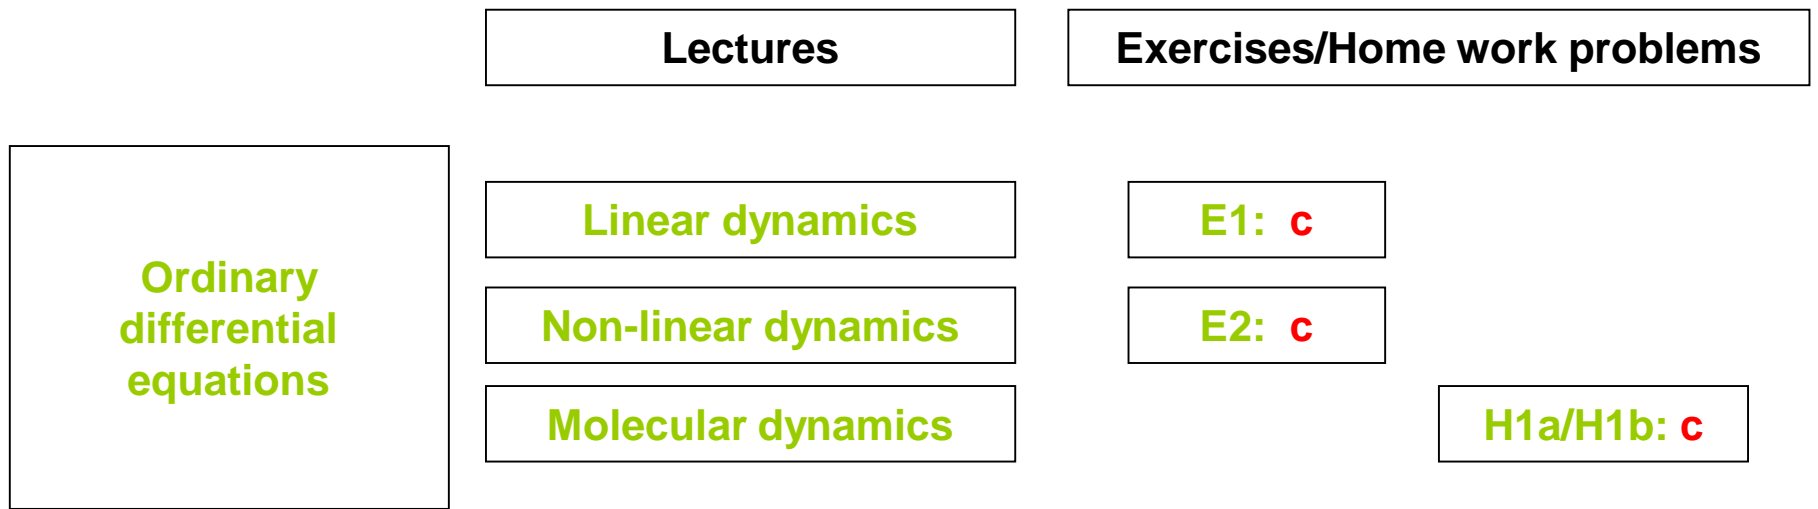 Lectures
Exercises/Home work problems
Ordinary
differential
equations
Linear dynamics
E1: c
Non-linear dynamics
E2: c
Molecular dynamics
H1a/H1b: c